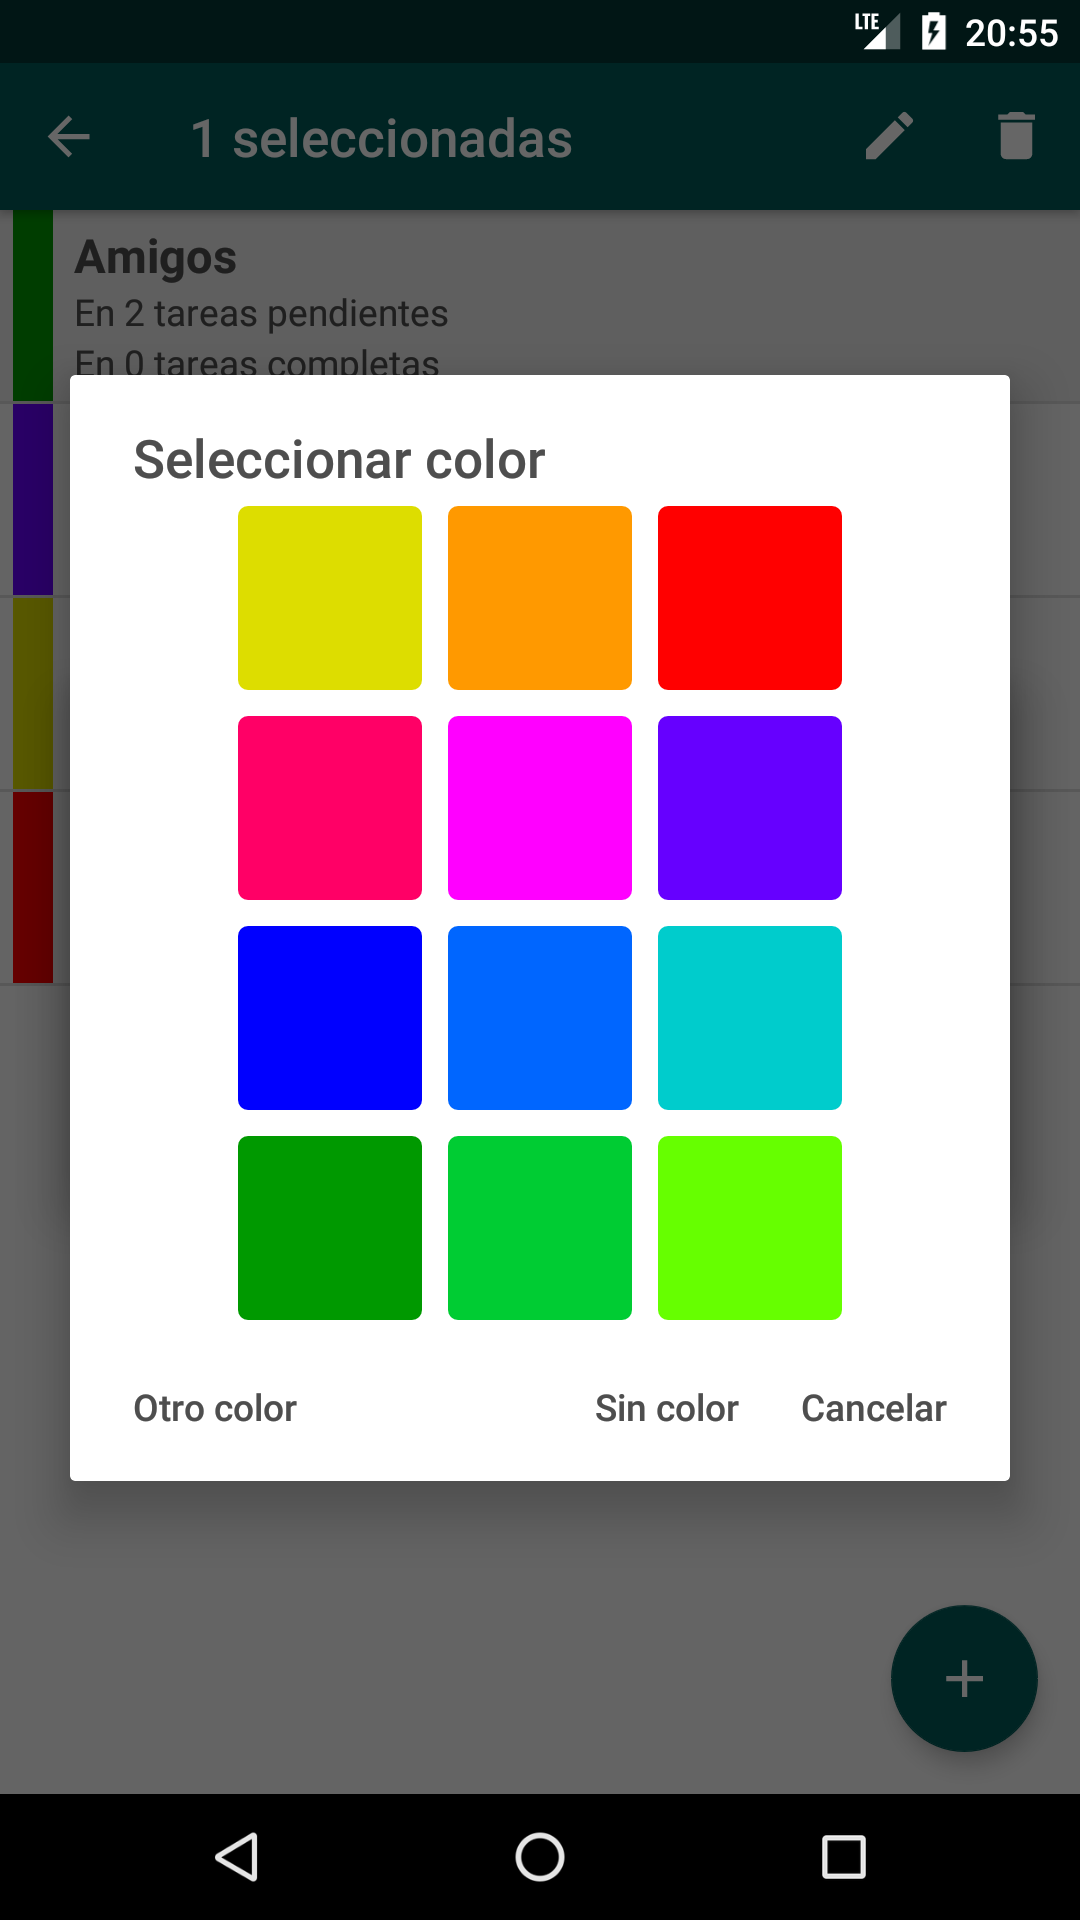 LTE 20:55
1 seleccionadas
Amigos
En 2 tareas pendientes
En 0 tareas completas
Seleccionar color
Otro color Sin color Cancelar